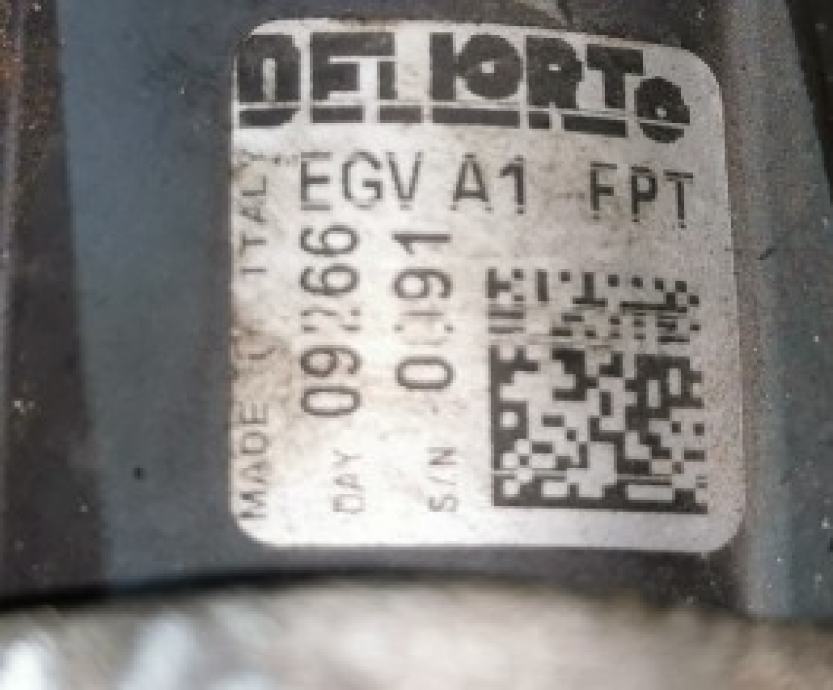 DELLORTO
EGV A1 FPT
MADE IN ITALY
DAY 09266
S/N 0091